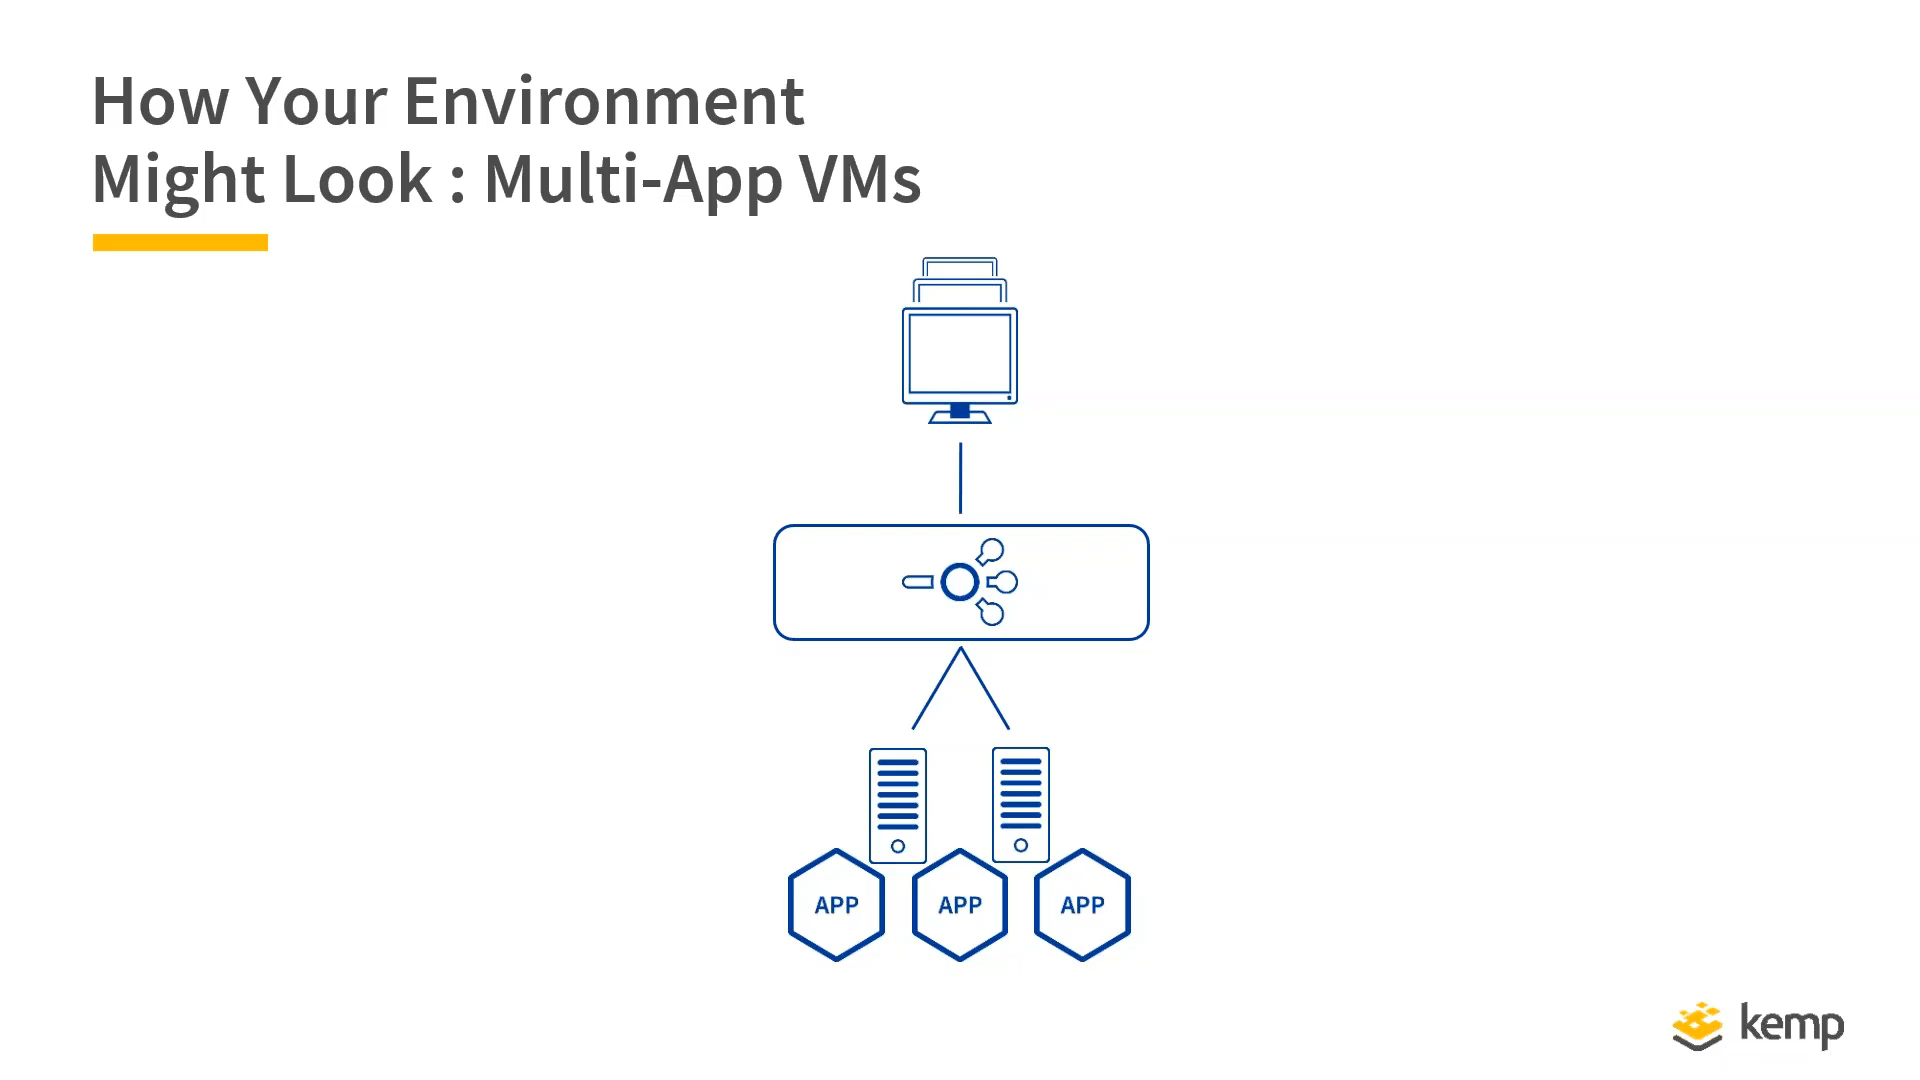 How Your Environment
Might Look : Multi-App VMs
APP
APP
APP
kemp